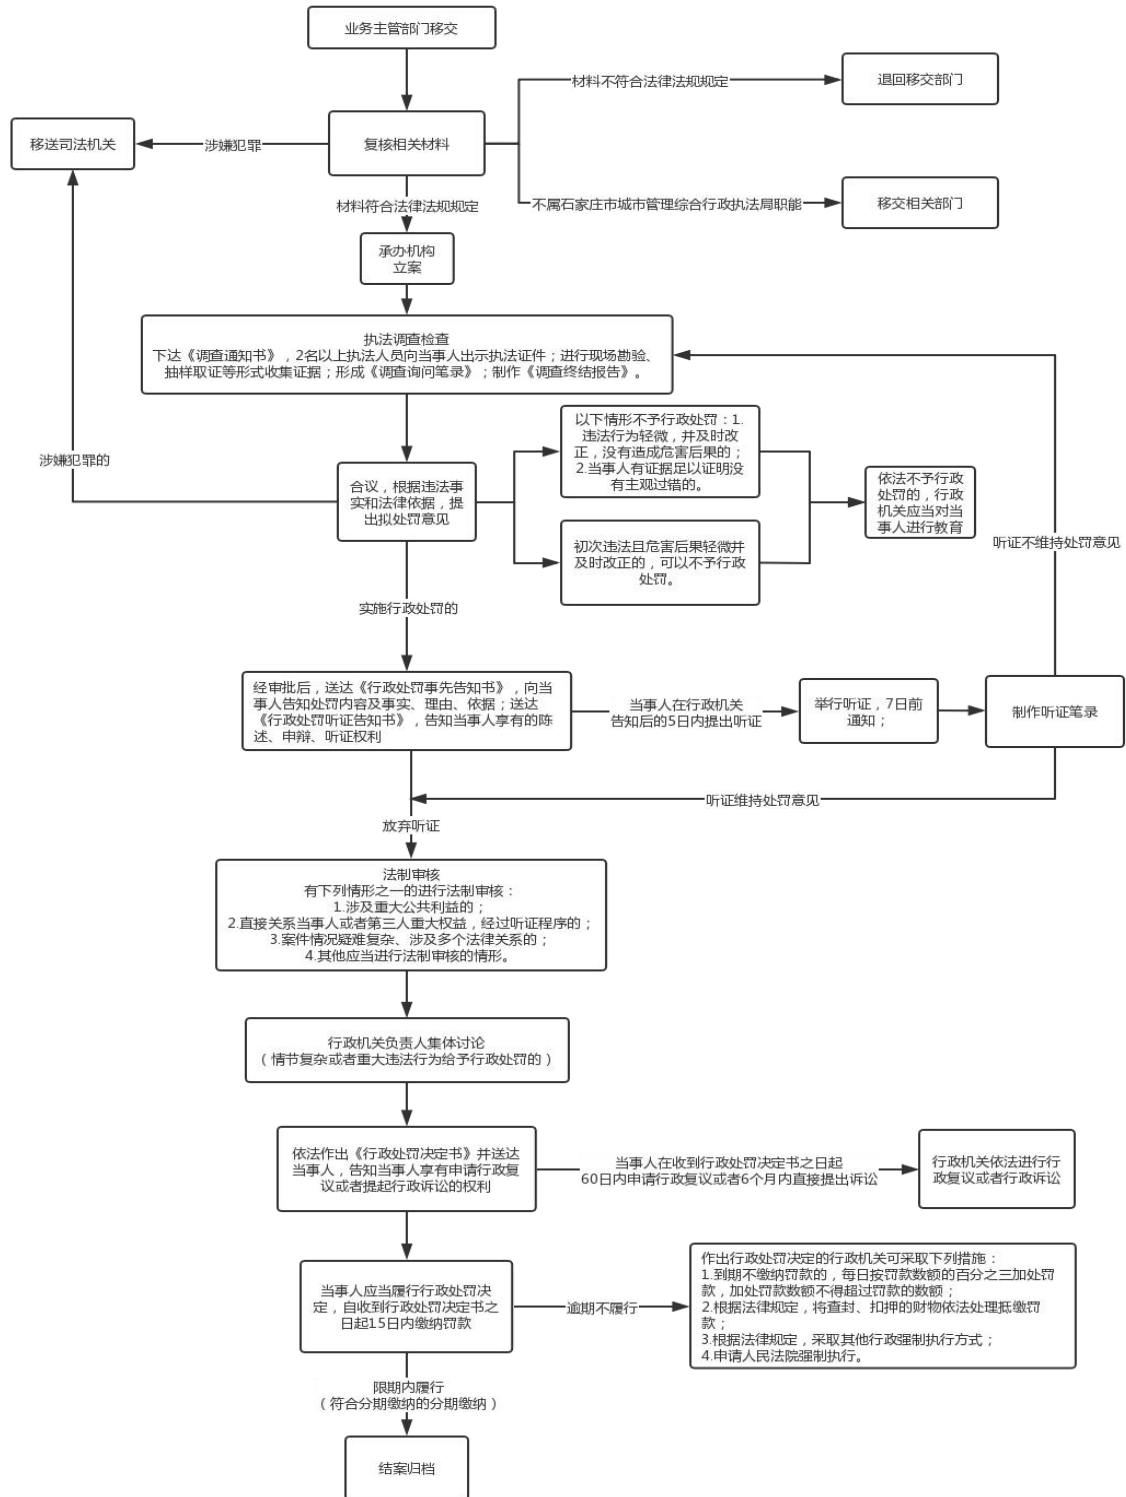 业务主管部门移交
材料不符合法律法规规定
退回移交部门
移送司法机关
涉嫌犯罪
复核相关材料
不属石家庄市城市管理综合行政执法局职能
移交相关部门
材料符合法律法规规定
承办机构
立案
执法调查检查
下达《调查通知书》，2名以上执法人员向当事人出示执法证件；进行现场勘验、
抽样取证等形式收集证据；形成《调查询问笔录》；制作《调查终结报告》。
涉嫌犯罪的
合议，根据违法事
实和法律依据，提
出拟处罚意见
以下情形不予行政处罚：1.
违法行为轻微，并及时改
正，没有造成危害后果的；
2.当事人有证据足以证明没
有主观过错的。
初次违法且危害后果轻微并
及时改正的，可以不予行政
处罚。
依法不予行政
处罚的，行政
机关应当对当
事人进行教育
听证不维持处罚意见
实施行政处罚的
经审批后，送达《行政处罚事先告知书》，向当
事人告知处罚内容及事实、理由、依据；送达
《行政处罚听证告知书》，告知当事人享有的陈
述、申辩、听证权利
当事人在行政机关
告知后的5日内提出听证
举行听证，7日前
通知；
制作听证笔录
听证维持处罚意见
放弃听证
法制审核
有下列情形之一的进行法制审核：
1.涉及重大公共利益的；
2.直接关系当事人或者第三人重大权益，经过听证程序的；
3.案件情况疑难复杂、涉及多个法律关系的；
4.其他应当进行法制审核的情形。
行政机关负责人集体讨论
（情节复杂或者重大违法行为给予行政处罚的）
依法作出《行政处罚决定书》并送达
当事人，告知当事人享有申请行政复
议或者提起行政诉讼的权利
当事人在收到行政处罚决定书之日起
60日内申请行政复议或者6个月内直接提出诉讼
行政机关依法进行行
政复议或者行政诉讼
当事人应当履行行政处罚决
定，自收到行政处罚决定书之
日起15日内缴纳罚款
逾期不履行
作出行政处罚决定的行政机关可采取下列措施：
1.到期不缴纳罚款的，每日按罚款数额的百分之三加处罚
款，加处罚款数额不得超过罚款的数额；
2.根据法律规定，将查封、扣押的财物依法处理抵缴罚
款；
3.根据法律规定，采取其他行政强制执行方式；
4.申请人民法院强制执行。
限期内履行
（符合分期缴纳的分期缴纳）
结案归档